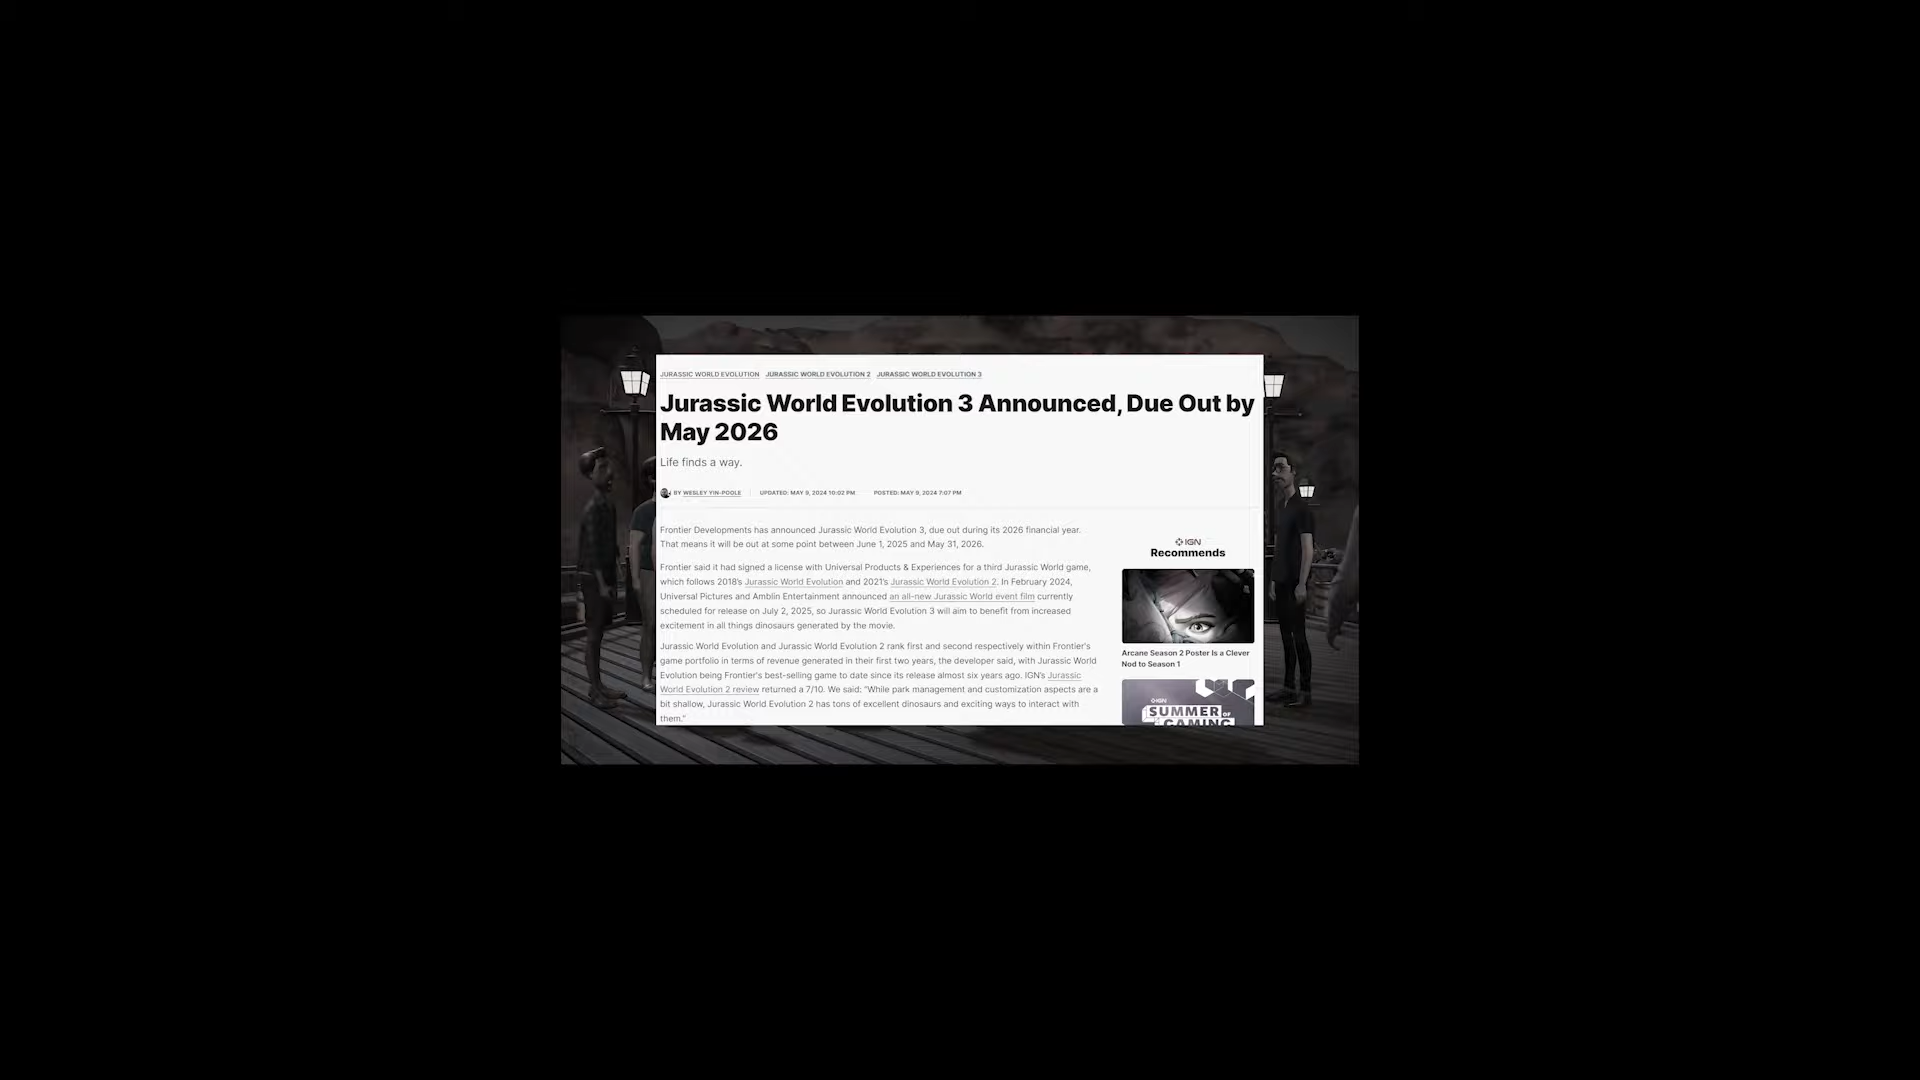 JURASSIC WORLD EVOLUTION JURASSIC WORLD EVOLUTION 2 JURASSIC WORLD EVOLUTION 3
Jurassic World Evolution 3 Announced, Due Out by
May 2026
Life finds a way.
BY WESLEY YIN-POOLE UPDATED: MAY 9, 2024 10:02 PM POSTED: MAY 9, 2024 7:07 PM
Frontier Developments has announced Jurassic World Evolution 3, due out during its 2026 financial year.
That means it will be out at some point between June 1, 2025 and May 31, 2026.
Frontier said it had signed a license with Universal Products & Experiences for a third Jurassic World game,
which follows 2018's Jurassic World Evolution and 2021's Jurassic World Evolution 2. In February 2024,
Universal Pictures and Amblin Entertainment announced an all-new Jurassic World event film currently
scheduled for release on July 2, 2025, so Jurassic World Evolution 3 will aim to benefit from increased
excitement in all things dinosaurs generated by the movie.
Jurassic World Evolution and Jurassic World Evolution 2 rank first and second respectively within Frontier's
game portfolio in terms of revenue generated in their first two years, the developer said, with Jurassic World
Evolution being Frontier's best-selling game to date since its release almost six years ago. IGN's Jurassic
World Evolution 2 review returned a 7/10. We said: "While park management and customization aspects are a
bit shallow, Jurassic World Evolution 2 has tons of excellent dinosaurs and exciting ways to interact with
them."
IGN
Recommends
Arcane Season 2 Poster Is a Clever
Nod to Season 1
IGN
SUMMER OF
GAMING